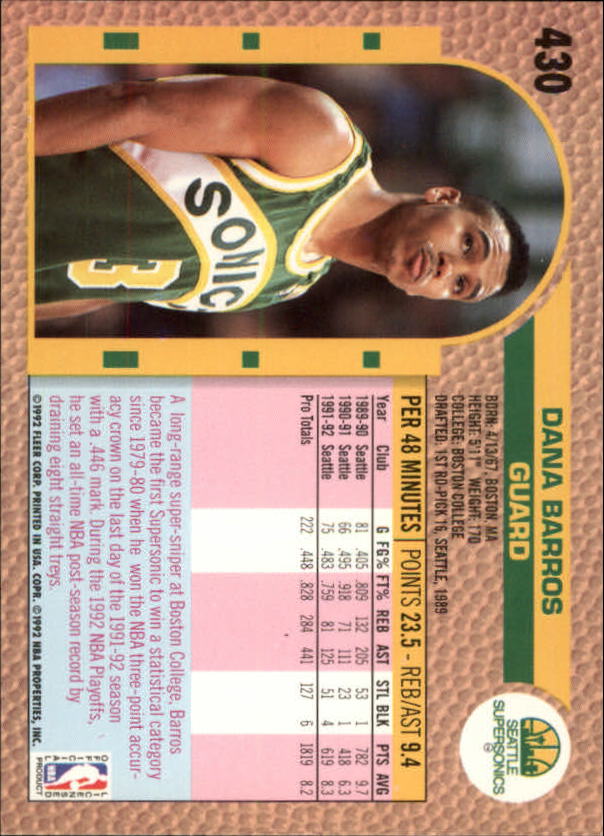 430
SONIC
3
DANA BARROS
GUARD
SEATTLE
SUPERSONICS
BORN: 4/13/67, BOSTON, MA
HEIGHT: 5'11" WEIGHT: 170
COLLEGE: BOSTON COLLEGE
DRAFTED: 1ST RD-PICK 16, SEATTLE, 1989
PER 48 MINUTES POINTS 23.5 - REB/AST 9.4
Year Club G FG% FT% REB AST STL BLK PTS AVG
1989-90 Seattle 81 .405 .809 132 205 53 1 782 9.7
1990-91 Seattle 66 .495 .918 71 111 23 1 418 6.3
1991-92 Seattle 75 .483 .759 81 125 51 4 619 8.3
Pro Totals 222 .448 .828 284 441 127 6 1819 8.2
A long-range super-sniper at Boston College, Barros
became the first Supersonic to win a statistical category
since 1979-80 when he won the NBA three-point accur-
acy crown on the last day of the 1991-92 season
with a .446 mark. During the 1992 NBA Playoffs,
he set an all-time NBA post-season record by
draining eight straight treys.
©1992 FLEER CORP. PRINTED IN USA. COPR. ©1992 NBA PROPERTIES, INC.
OFFICIAL
LICENSED
NBA
PRODUCT